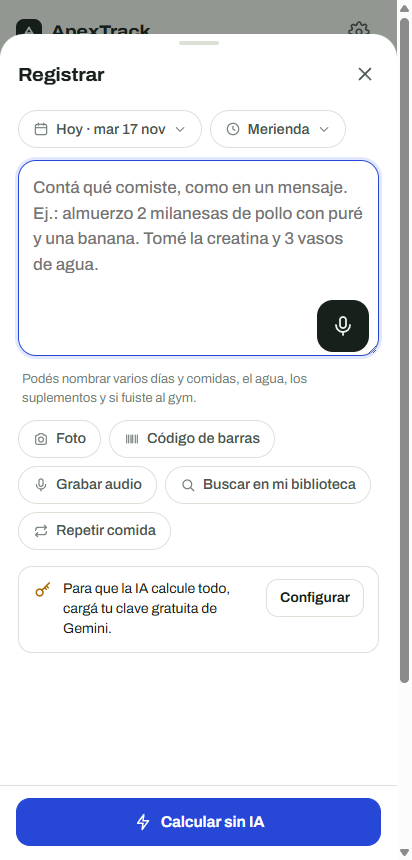 ApexTrack
Registrar
Hoy · mar 17 nov
Merienda
Contá qué comiste, como en un mensaje.
Ej.: almuerzo 2 milanesas de pollo con puré
y una banana. Tomé la creatina y 3 vasos
de agua.
Podés nombrar varios días y comidas, el agua, los
suplementos y si fuiste al gym.
Foto
Código de barras
Grabar audio
Buscar en mi biblioteca
Repetir comida
Para que la IA calcule todo,
cargá tu clave gratuita de
Gemini.
Configurar
Calcular sin IA